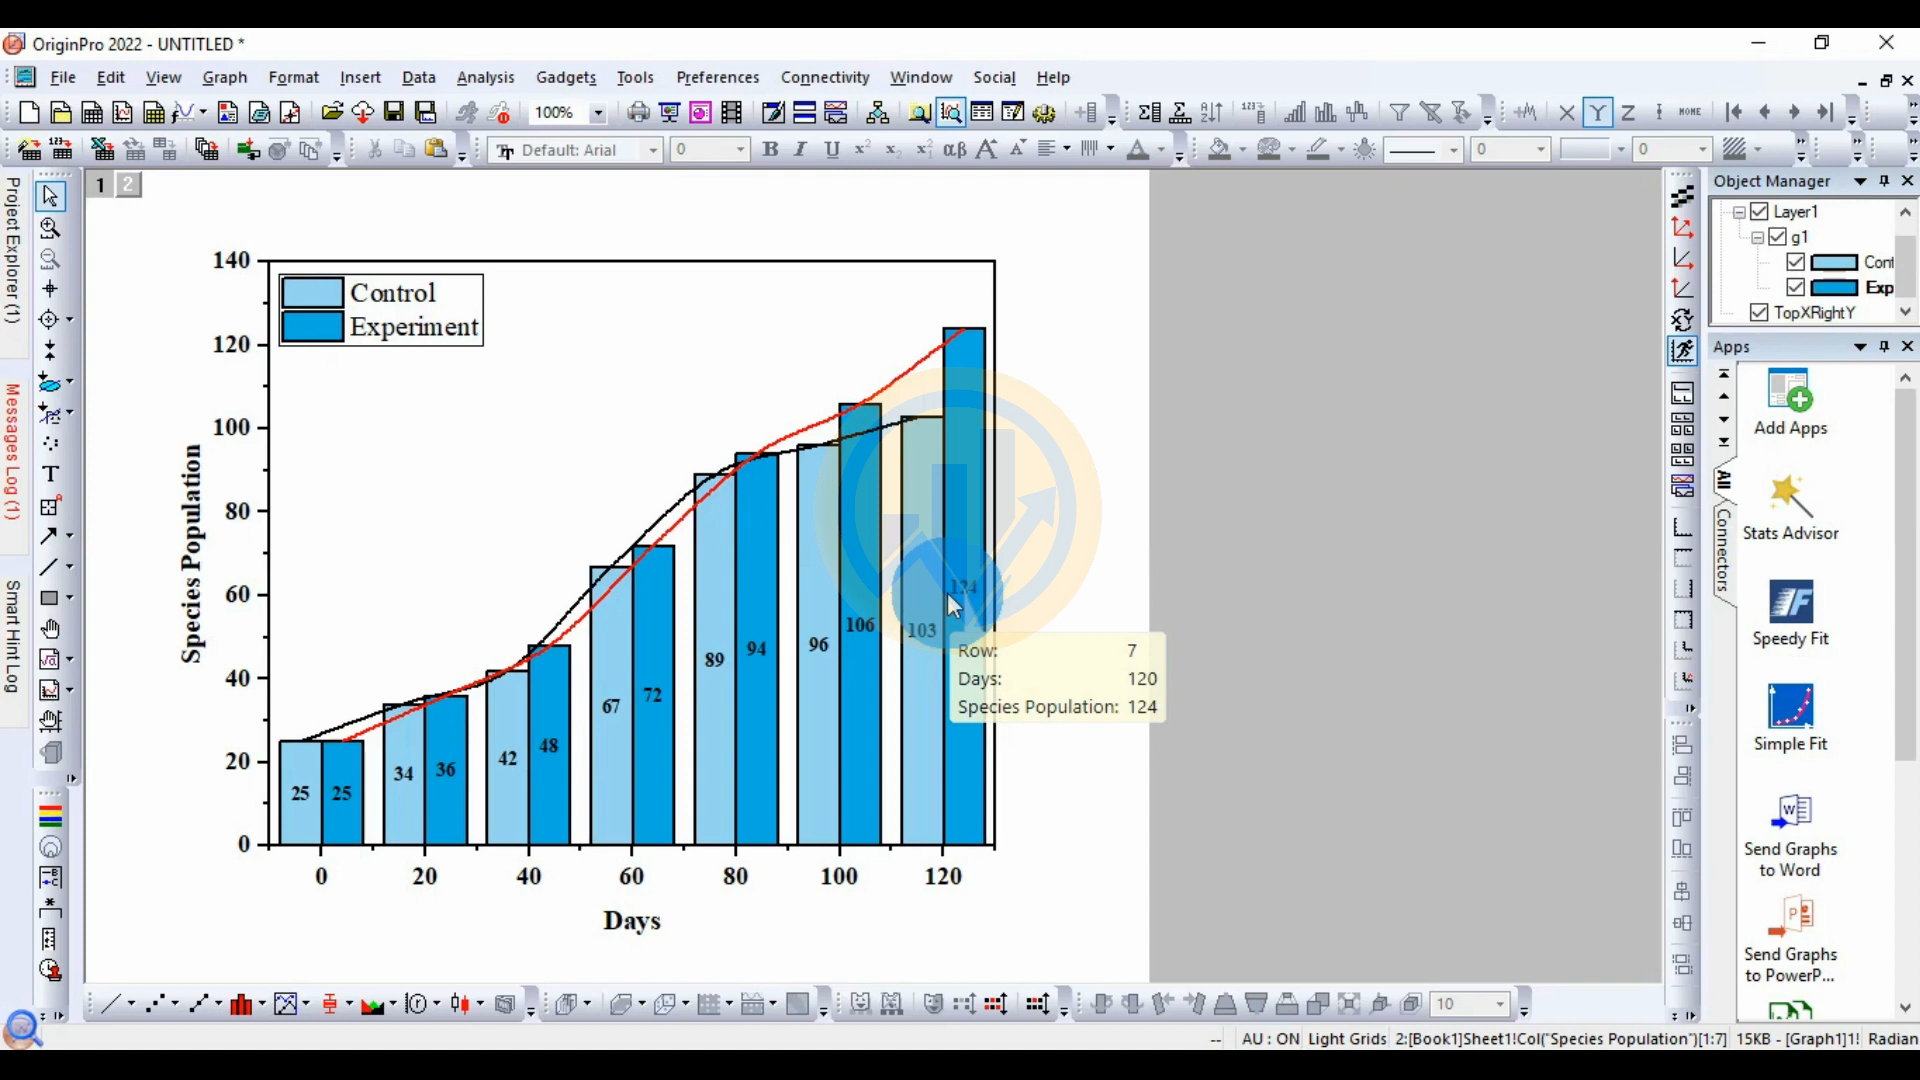 OriginPro 2022 - UNTITLED *
File Edit View Graph Format Insert Data Analysis Gadgets Tools Preferences Connectivity Window Social Help
100%
HOME
Default: Arial 0
0 0
Project Explorer (1)
Messages Log (1)
Smart Hint Log
1 2
140
120
100
80
60
40
20
0
Species Population
Control
Experiment
25 25 34 36 42 48 67 72 89 94 96 106 103 124
0 20 40 60 80 100 120
Days
Row: 7
Days: 120
Species Population: 124
Object Manager
Layer1
g1
Cont
Exp
TopXRightY
Apps
All
Connectors
Add Apps
Stats Advisor
Speedy Fit
Simple Fit
Send Graphs
to Word
Send Graphs
to PowerP...
10
-- AU : ON Light Grids 2:[Book1]Sheet1!Col("Species Population")[1:7] 15KB - [Graph1]1! Radian